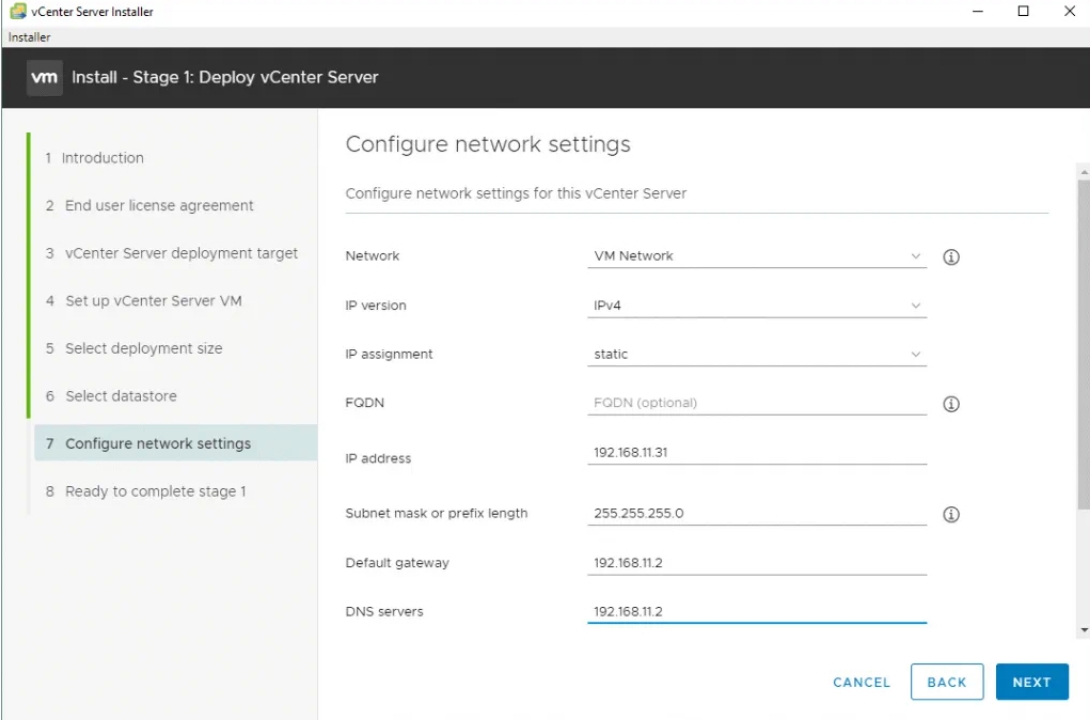 vCenter Server Installer
Installer
vm Install - Stage 1: Deploy vCenter Server
1 Introduction
2 End user license agreement
3 vCenter Server deployment target
4 Set up vCenter Server VM
5 Select deployment size
6 Select datastore
7 Configure network settings
8 Ready to complete stage 1
Configure network settings
Configure network settings for this vCenter Server
Network VM Network
IP version IPv4
IP assignment static
FQDN FQDN (optional)
IP address 192.168.11.31
Subnet mask or prefix length 255.255.255.0
Default gateway 192.168.11.2
DNS servers 192.168.11.2
CANCEL BACK NEXT